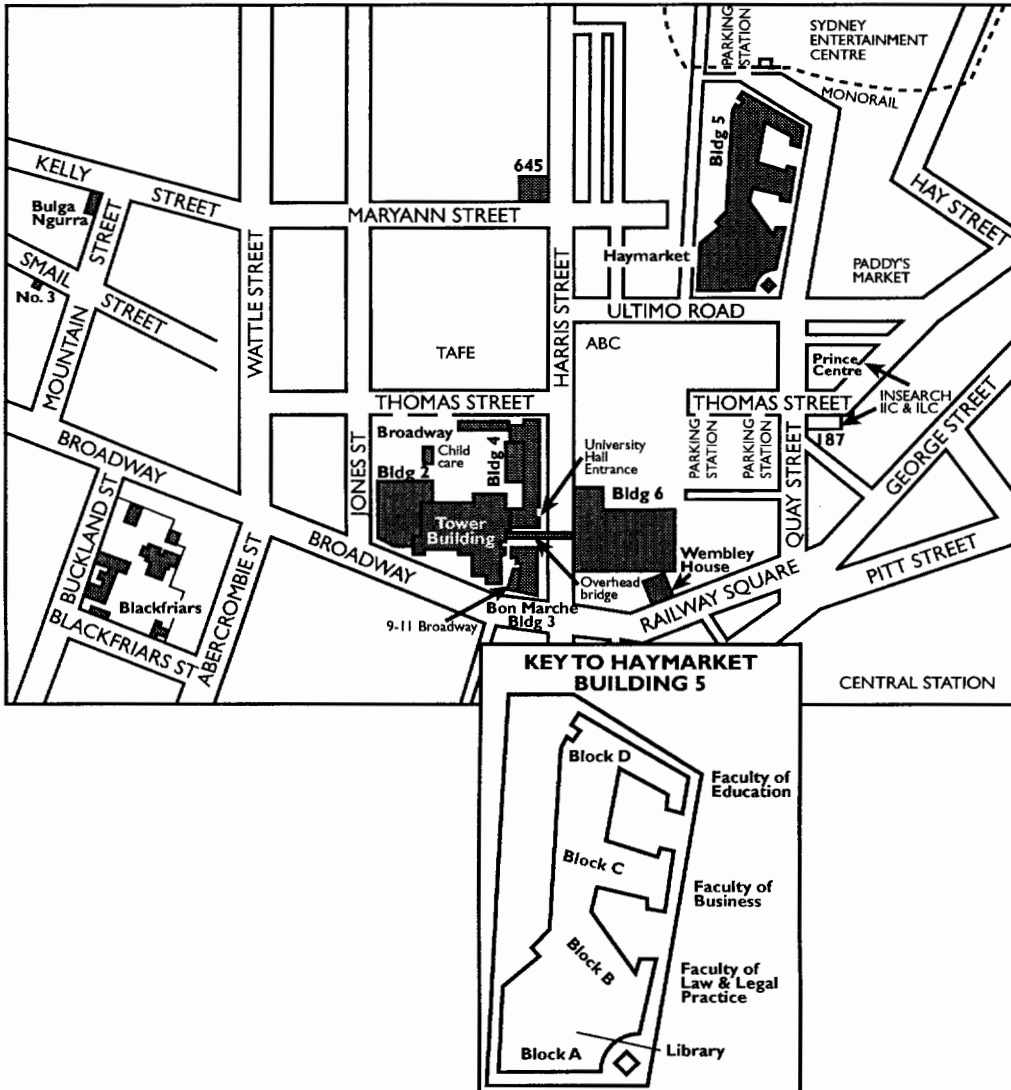 PARKING
STATION
SYDNEY
ENTERTAINMENT
CENTRE
MONORAIL
KELLY
STREET
Bulga
Ngurra
645
MARYANN STREET
Bldg 5
HAY STREET
SMAIL
STREET
No. 3
MOUNTAIN
STREET
WATTLE STREET
HARRIS STREET
Haymarket
PADDY'S
MARKET
ULTIMO ROAD
TAFE
ABC
Prince
Centre
INSEARCH
IIC & ILC
THOMAS STREET
THOMAS STREET
187
BROADWAY
JONES ST
Broadway
Child
care
Bldg 4
Bldg 2
University
Hall
Entrance
PARKING
STATION
PARKING
STATION
QUAY STREET
GEORGE STREET
Bldg 6
Tower
Building
BUCKLAND ST
BROADWAY
Wembley
House
PITT STREET
Overhead
bridge
RAILWAY SQUARE
Blackfriars
BLACKFRIARS ST
ABERCROMBIE ST
9-11 Broadway
Bon Marche
Bldg 3
CENTRAL STATION
KEY TO HAYMARKET
BUILDING 5
Block D
Faculty of
Education
Block C
Faculty of
Business
Block B
Faculty of
Law & Legal
Practice
Block A
Library